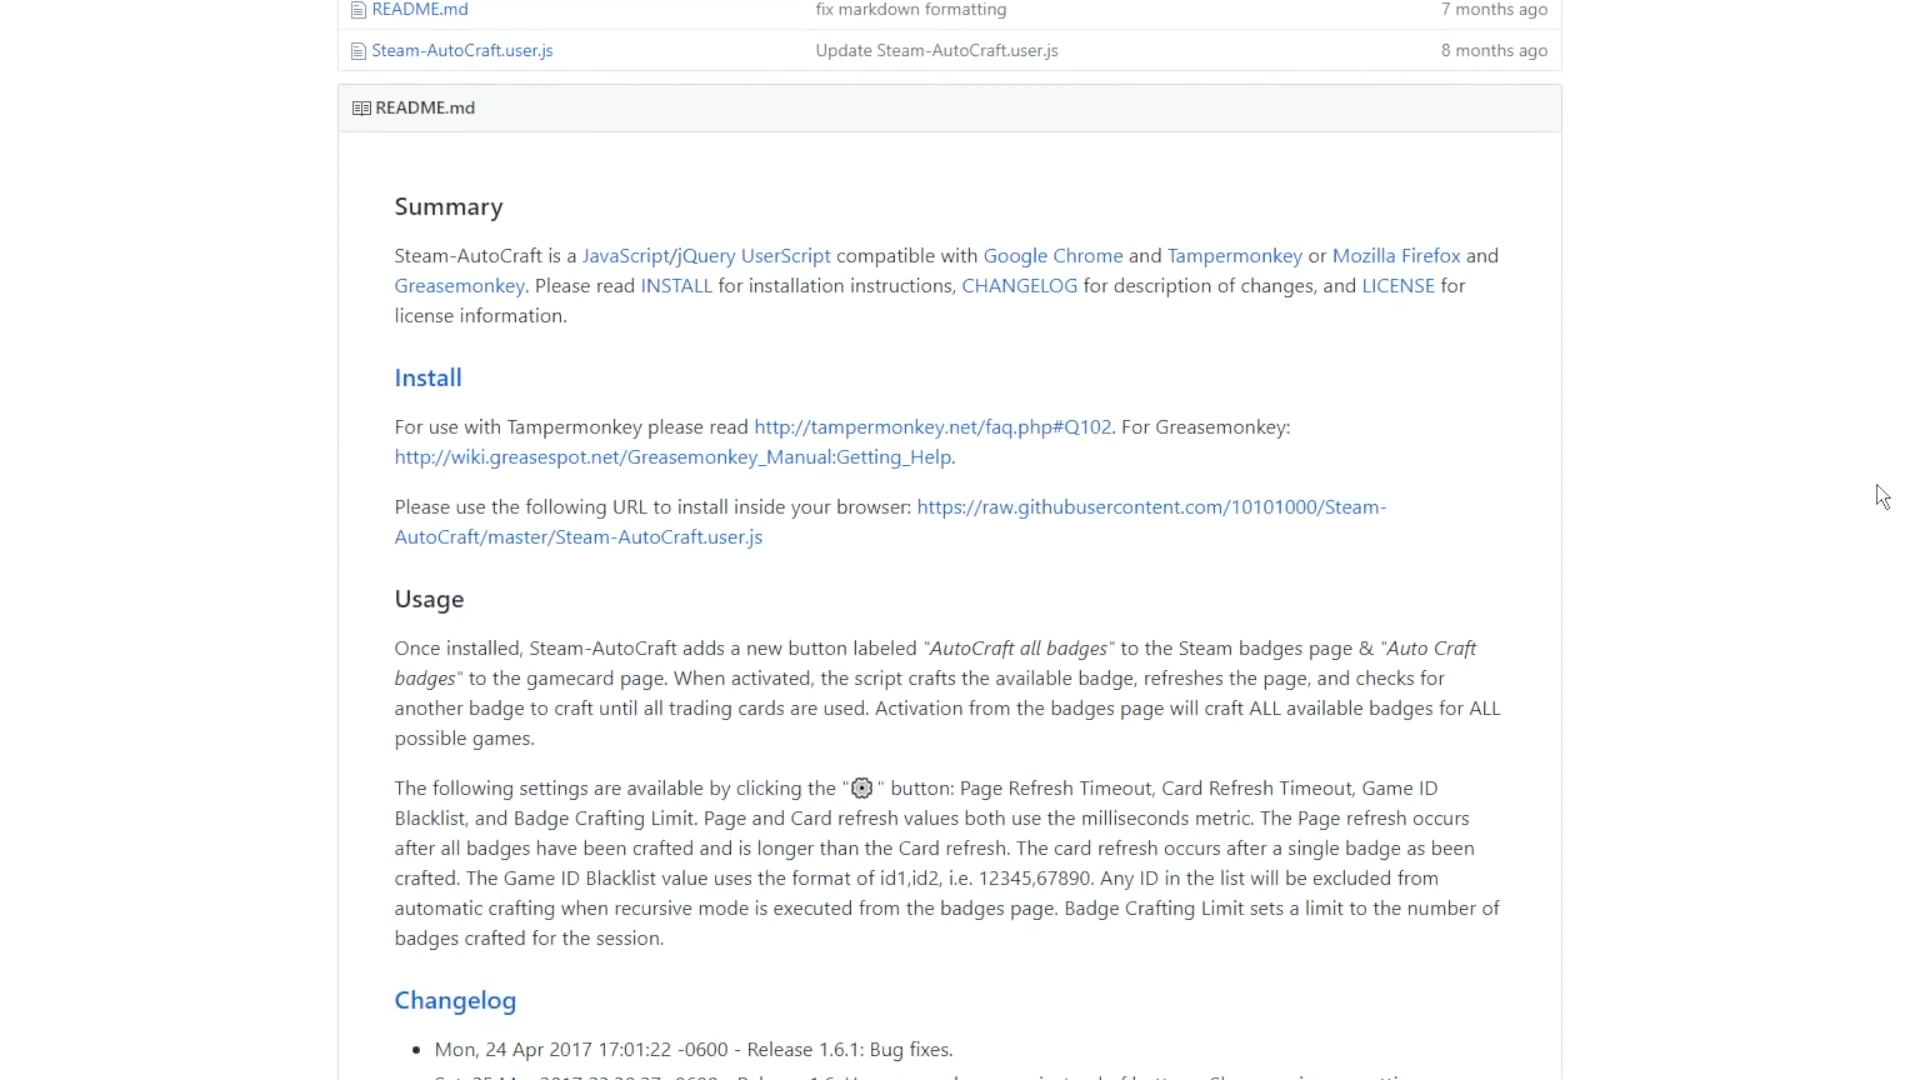 README.md fix markdown formatting 7 months ago
Steam-AutoCraft.user.js Update Steam-AutoCraft.user.js 8 months ago
README.md
Summary
Steam-AutoCraft is a JavaScript/jQuery UserScript compatible with Google Chrome and Tampermonkey or Mozilla Firefox and
Greasemonkey. Please read INSTALL for installation instructions, CHANGELOG for description of changes, and LICENSE for
license information.
Install
For use with Tampermonkey please read http://tampermonkey.net/faq.php#Q102. For Greasemonkey:
http://wiki.greasespot.net/Greasemonkey_Manual:Getting_Help.
Please use the following URL to install inside your browser: https://raw.githubusercontent.com/10101000/Steam-
AutoCraft/master/Steam-AutoCraft.user.js
Usage
Once installed, Steam-AutoCraft adds a new button labeled "AutoCraft all badges" to the Steam badges page & "Auto Craft
badges" to the gamecard page. When activated, the script crafts the available badge, refreshes the page, and checks for
another badge to craft until all trading cards are used. Activation from the badges page will craft ALL available badges for ALL
possible games.
The following settings are available by clicking the " " button: Page Refresh Timeout, Card Refresh Timeout, Game ID
Blacklist, and Badge Crafting Limit. Page and Card refresh values both use the milliseconds metric. The Page refresh occurs
after all badges have been crafted and is longer than the Card refresh. The card refresh occurs after a single badge as been
crafted. The Game ID Blacklist value uses the format of id1,id2, i.e. 12345,67890. Any ID in the list will be excluded from
automatic crafting when recursive mode is executed from the badges page. Badge Crafting Limit sets a limit to the number of
badges crafted for the session.
Changelog
• Mon, 24 Apr 2017 17:01:22 -0600 - Release 1.6.1: Bug fixes.